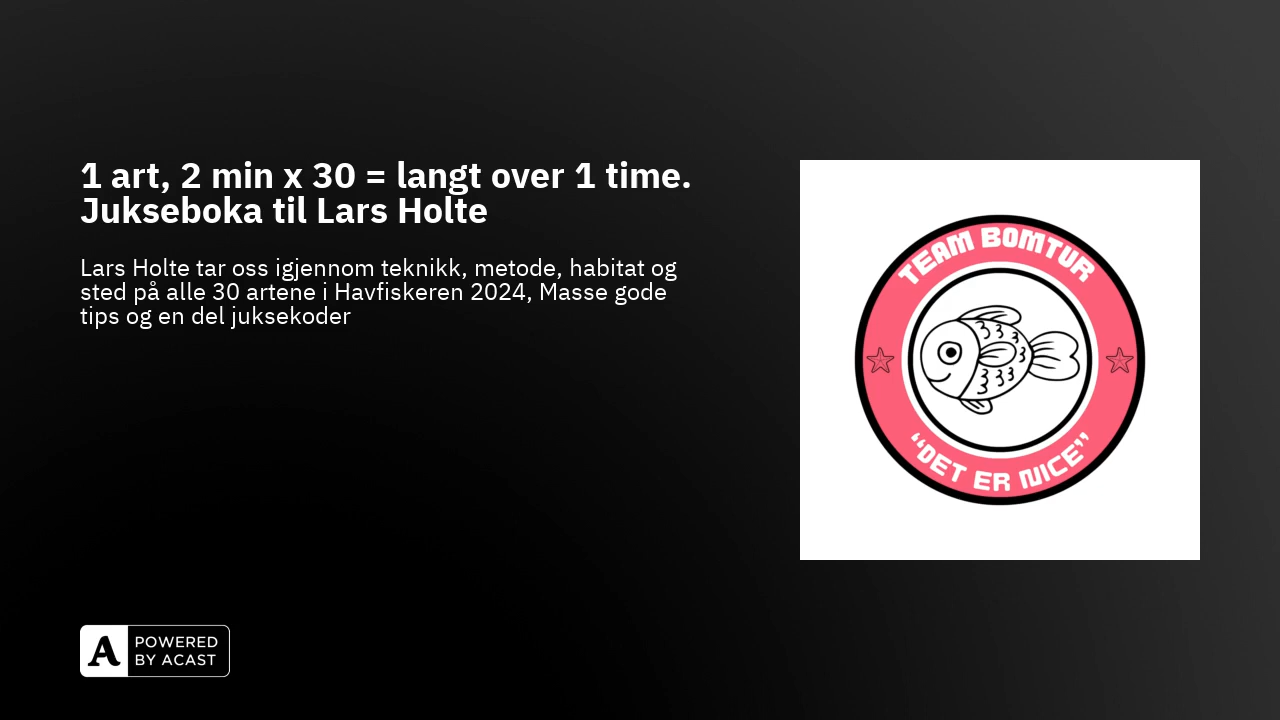 1 art, 2 min x 30 = langt over 1 time.
Jukseboka til Lars Holte
Lars Holte tar oss igjennom teknikk, metode, habitat og
sted på alle 30 artene i Havfiskeren 2024, Masse gode
tips og en del juksekoder
TEAM BOMTUR
“DET ER NICE”
A
POWERED
BY ACAST